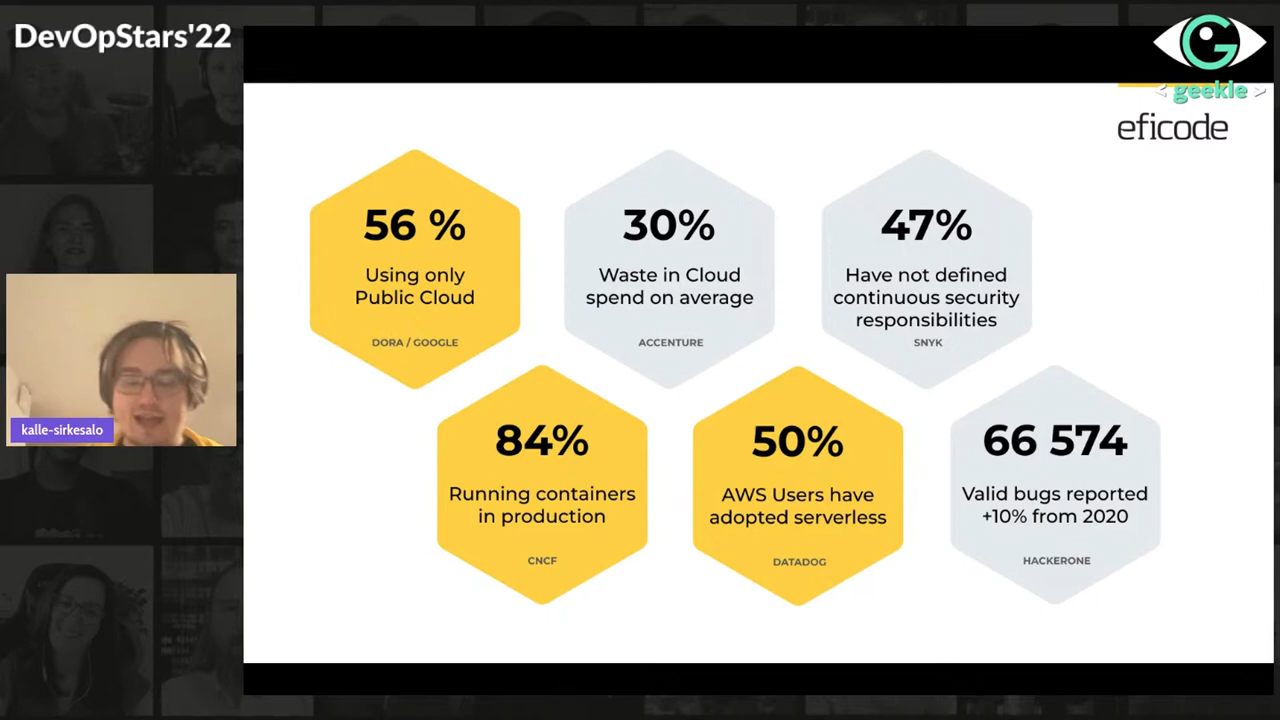 DevOpStars'22
< geekle >
eficode
56 %
Using only
Public Cloud
DORA / GOOGLE
30%
Waste in Cloud
spend on average
ACCENTURE
47%
Have not defined
continuous security
responsibilities
SNYK
kalle-sirkesalo
84%
Running containers
in production
CNCF
50%
AWS Users have
adopted serverless
DATADOG
66 574
Valid bugs reported
+10% from 2020
HACKERONE